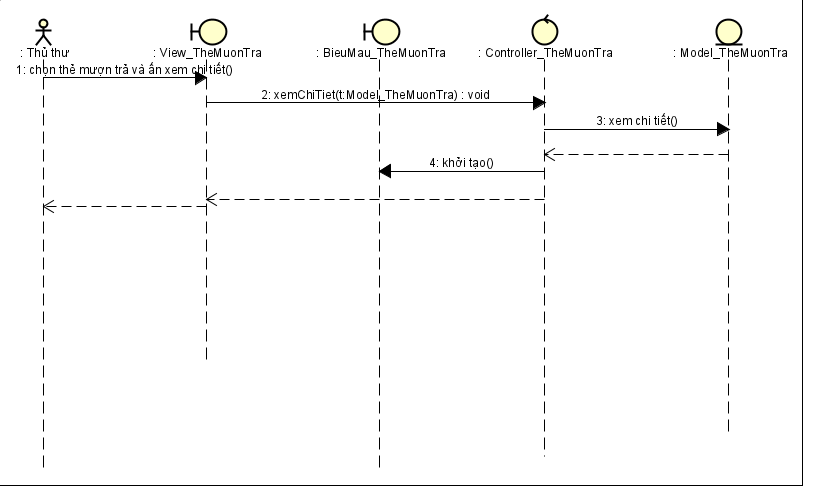 : Thủ thư
: View_TheMuonTra
: BieuMau_TheMuonTra
: Controller_TheMuonTra
: Model_TheMuonTra
1: chọn thẻ mượn trả và ấn xem chi tiết()
2: xemChiTiet(t:Model_TheMuonTra) : void
3: xem chi tiết()
4: khởi tạo()